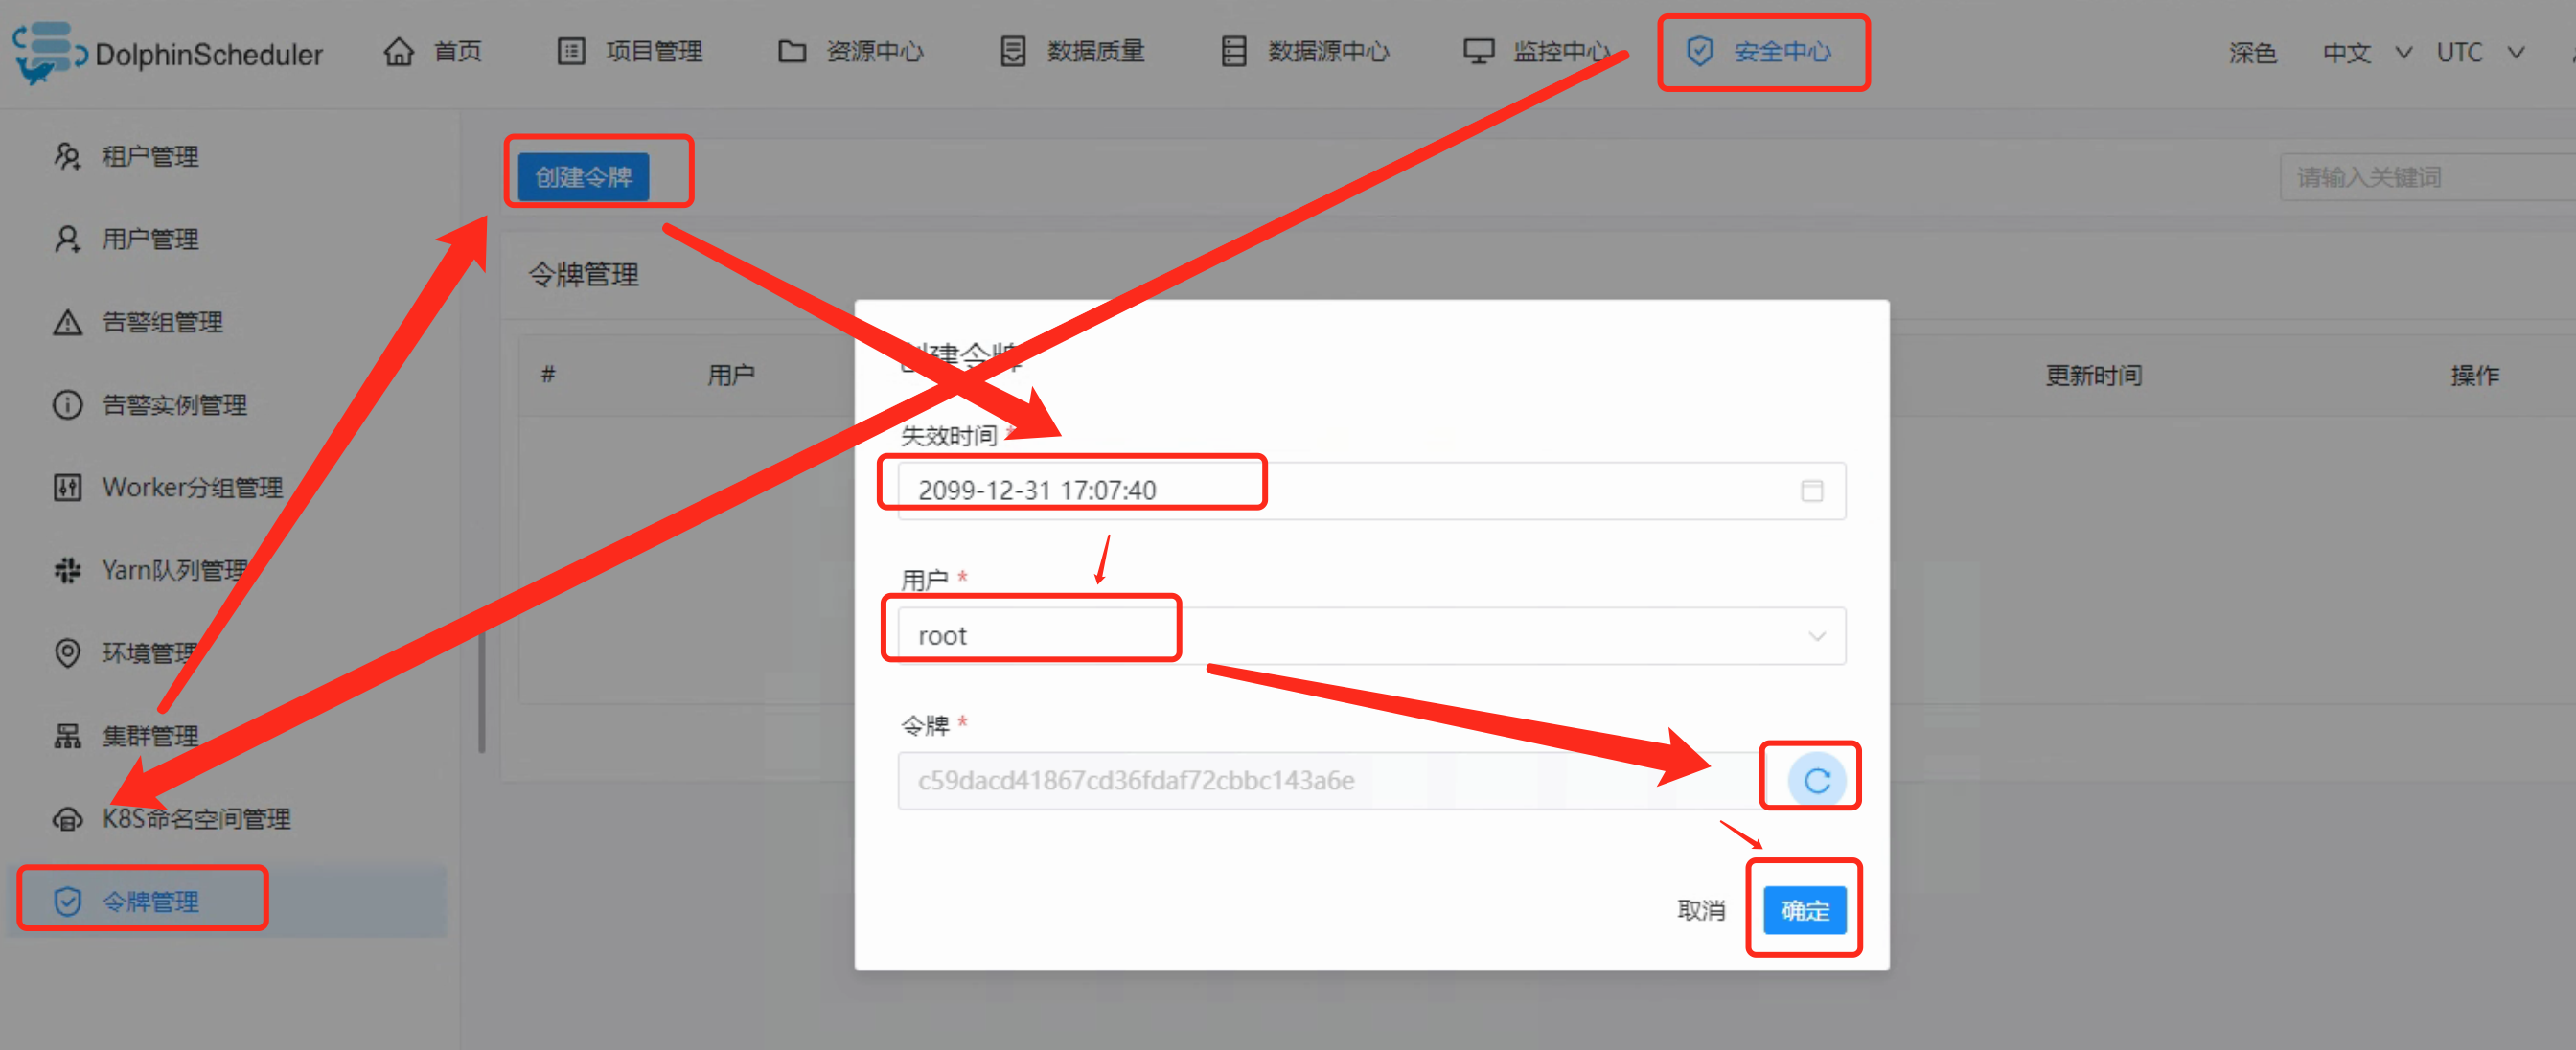 DolphinScheduler 首页 项目管理 资源中心 数据质量 数据源中心 监控中心 安全中心 深色 中文 UTC
租户管理
用户管理
告警组管理
告警实例管理
Worker分组管理
Yarn队列管理
环境管理
集群管理
K8S命名空间管理
令牌管理
创建令牌
请输入关键词
令牌管理
# 用户 更新时间 操作
创建令牌
失效时间 *
2099-12-31 17:07:40
用户 *
root
令牌 *
c59dacd41867cd36fdaf72cbbc143a6e
取消 确定